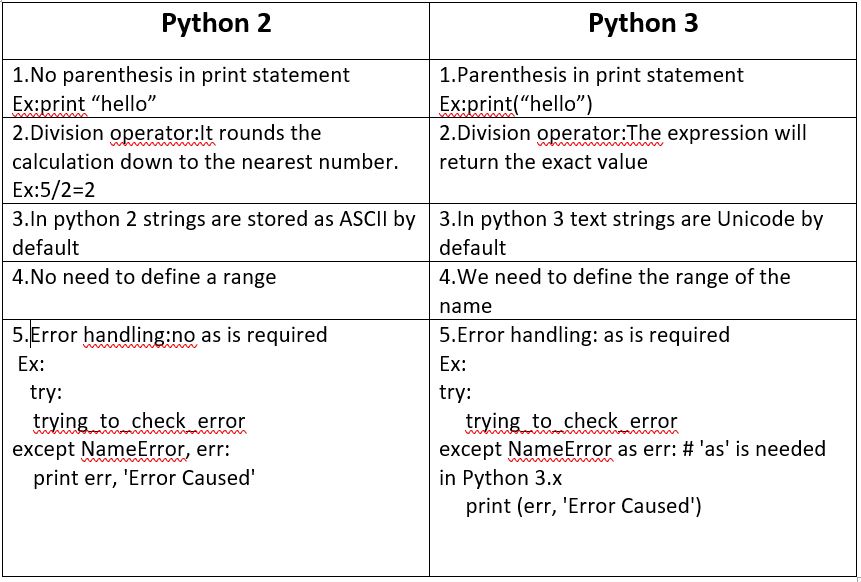 Python 2
Python 3
1.No parenthesis in print statement
Ex:print “hello”
1.Parenthesis in print statement
Ex:print(“hello”)
2.Division operator:It rounds the
calculation down to the nearest number.
Ex:5/2=2
2.Division operator:The expression will
return the exact value
3.In python 2 strings are stored as ASCII by
default
3.In python 3 text strings are Unicode by
default
4.No need to define a range
4.We need to define the range of the
name
5.Error handling:no as is required
Ex:
try:
trying_to_check_error
except NameError, err:
print err, 'Error Caused'
5.Error handling: as is required
Ex:
try:
trying_to_check_error
except NameError as err: # 'as' is needed
in Python 3.x
print (err, 'Error Caused')